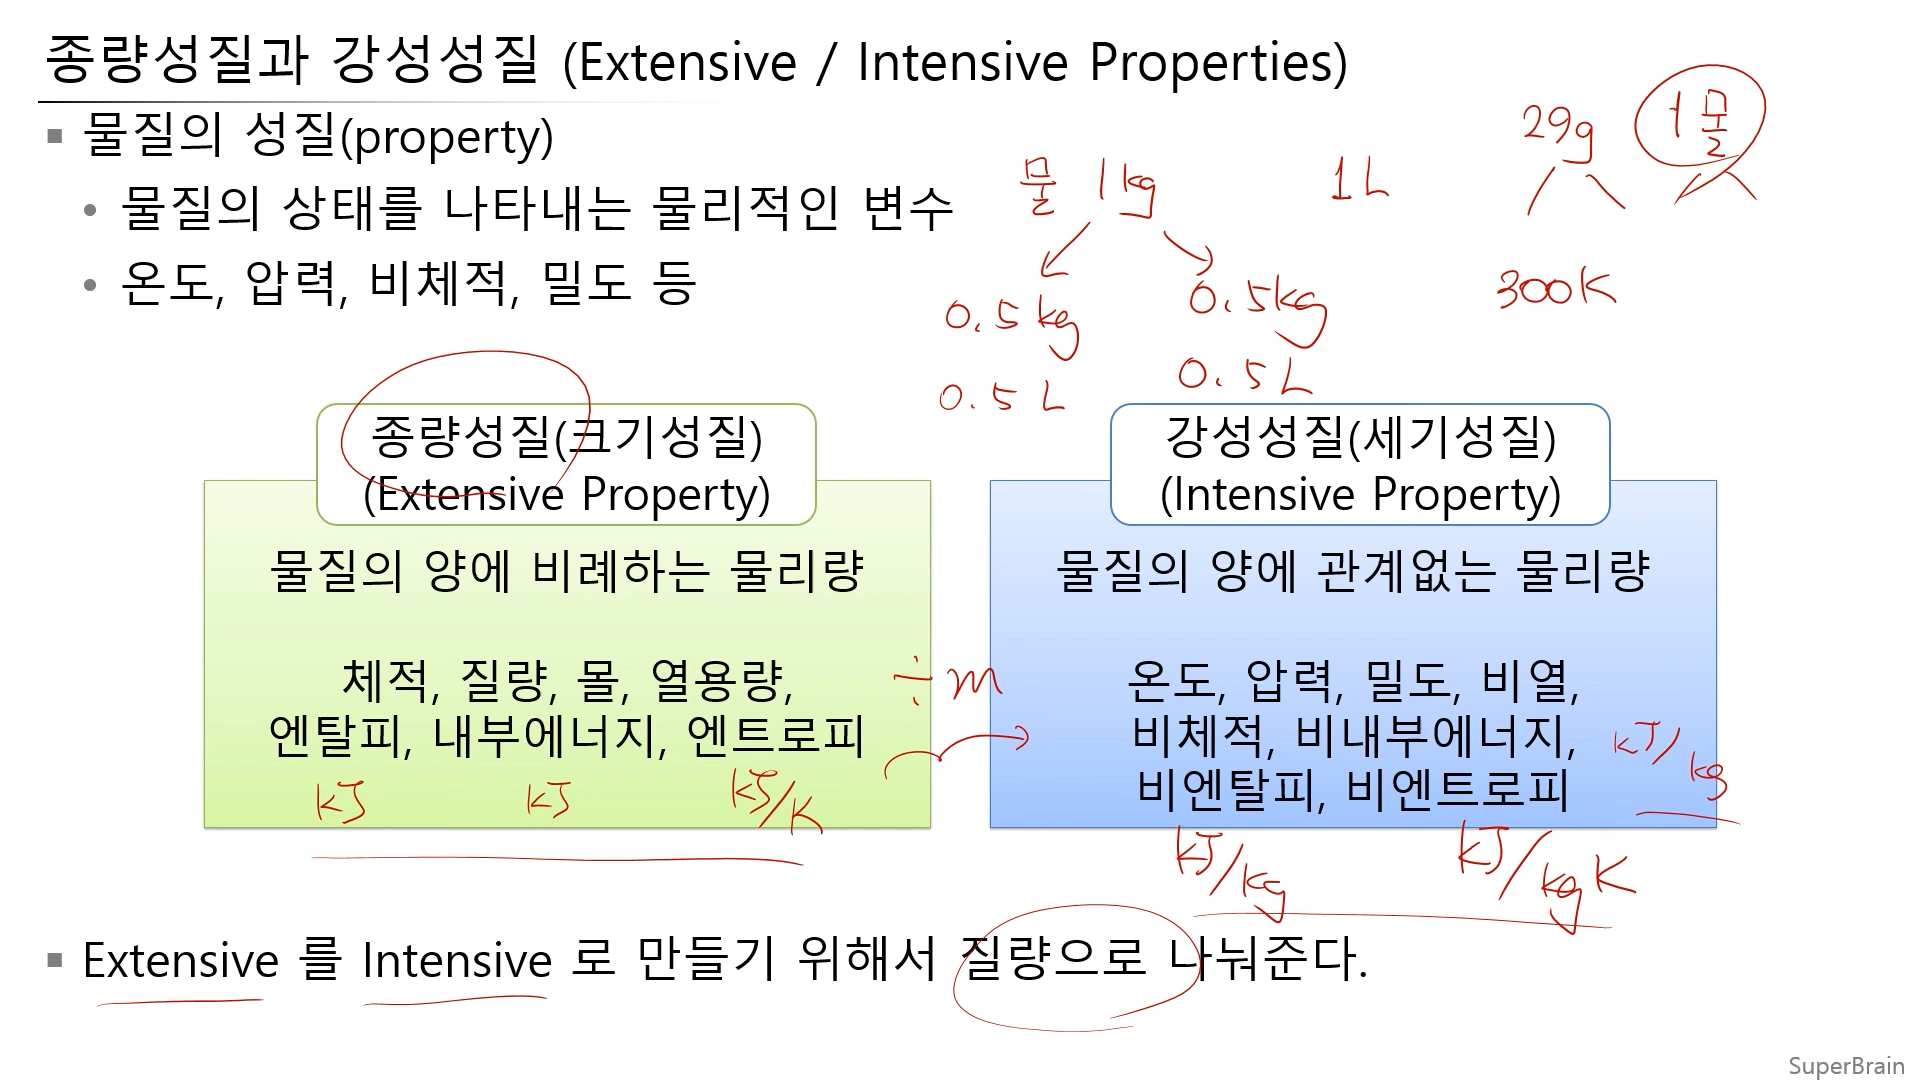 종량성질과 강성성질 (Extensive / Intensive Properties)
물질의 성질(property)
물질의 상태를 나타내는 물리적인 변수
온도, 압력, 비체적, 밀도 등
물 1kg
1L
29g
1몰
0.5kg
0.5kg
0.5L
0.5L
300K
종량성질(크기성질)
(Extensive Property)
물질의 양에 비례하는 물리량
체적, 질량, 몰, 열용량,
엔탈피, 내부에너지, 엔트로피
kJ
kJ
kJ/K
÷m
강성성질(세기성질)
(Intensive Property)
물질의 양에 관계없는 물리량
온도, 압력, 밀도, 비열,
비체적, 비내부에너지,
비엔탈피, 비엔트로피
kJ/kg
kJ/kg
kJ/kgK
Extensive 를 Intensive 로 만들기 위해서 질량으로 나눠준다.
SuperBrain